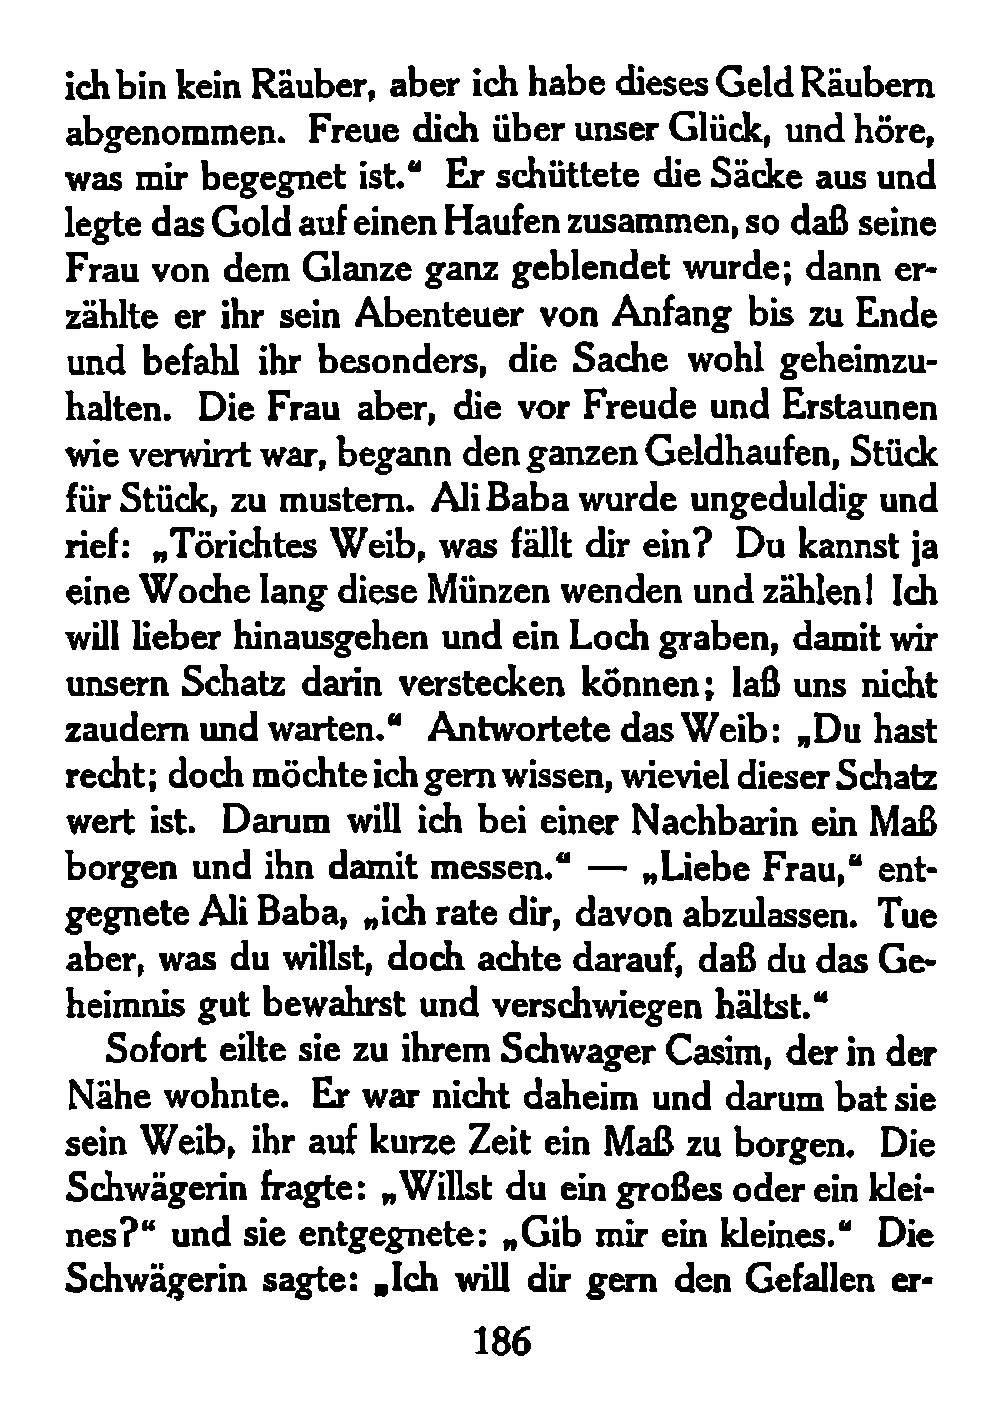 ich bin kein Räuber, aber ich habe dieses Geld Räubern
abgenommen. Freue dich über unser Glück, und höre,
was mir begegnet ist.“ Er schüttete die Säcke aus und
legte das Gold auf einen Haufen zusammen, so daß seine
Frau von dem Glanze ganz geblendet wurde; dann er-
zählte er ihr sein Abenteuer von Anfang bis zu Ende
und befahl ihr besonders, die Sache wohl geheimzu-
halten. Die Frau aber, die vor Freude und Erstaunen
wie verwirrt war, begann den ganzen Geldhaufen, Stück
für Stück, zu mustern. Ali Baba wurde ungeduldig und
rief: „Törichtes Weib, was fällt dir ein? Du kannst ja
eine Woche lang diese Münzen wenden und zählen! Ich
will lieber hinausgehen und ein Loch graben, damit wir
unsern Schatz darin verstecken können; laß uns nicht
zaudern und warten.“ Antwortete das Weib: „Du hast
recht; doch möchte ich gern wissen, wieviel dieser Schatz
wert ist. Darum will ich bei einer Nachbarin ein Maß
borgen und ihn damit messen.“ — „Liebe Frau,“ ent-
gegnete Ali Baba, „ich rate dir, davon abzulassen. Tue
aber, was du willst, doch achte darauf, daß du das Ge-
heimnis gut bewahrst und verschwiegen hältst.“
Sofort eilte sie zu ihrem Schwager Casim, der in der
Nähe wohnte. Er war nicht daheim und darum bat sie
sein Weib, ihr auf kurze Zeit ein Maß zu borgen. Die
Schwägerin fragte: „Willst du ein großes oder ein klei-
nes?“ und sie entgegnete: „Gib mir ein kleines.“ Die
Schwägerin sagte: „Ich will dir gern den Gefallen er-
186